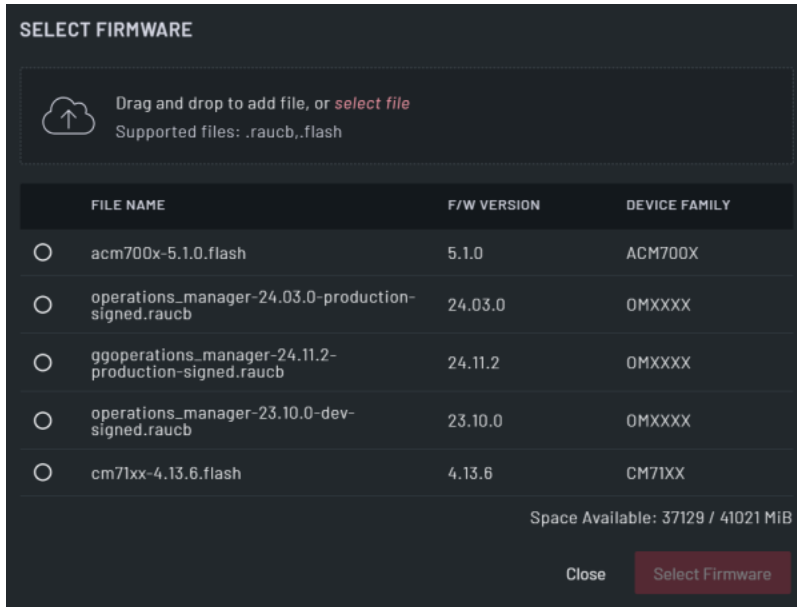 SELECT FIRMWARE
Drag and drop to add file, or select file
Supported files: .raucb,.flash
FILE NAME F/W VERSION DEVICE FAMILY
acm700x-5.1.0.flash 5.1.0 ACM700X
operations_manager-24.03.0-production-
signed.raucb 24.03.0 OMXXXX
ggoperations_manager-24.11.2-
production-signed.raucb 24.11.2 OMXXXX
operations_manager-23.10.0-dev-
signed.raucb 23.10.0 OMXXXX
cm71xx-4.13.6.flash 4.13.6 CM71XX
Space Available: 37129 / 41021 MiB
Close Select Firmware